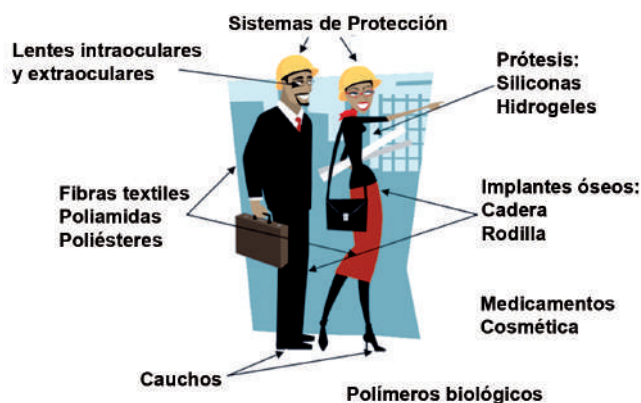 Sistemas de Protección
Lentes intraoculares
y extraoculares
Prótesis:
Siliconas
Hidrogeles
Fibras textiles
Poliamidas
Poliésteres
Implantes óseos:
Cadera
Rodilla
Medicamentos
Cosmética
Cauchos
Polímeros biológicos